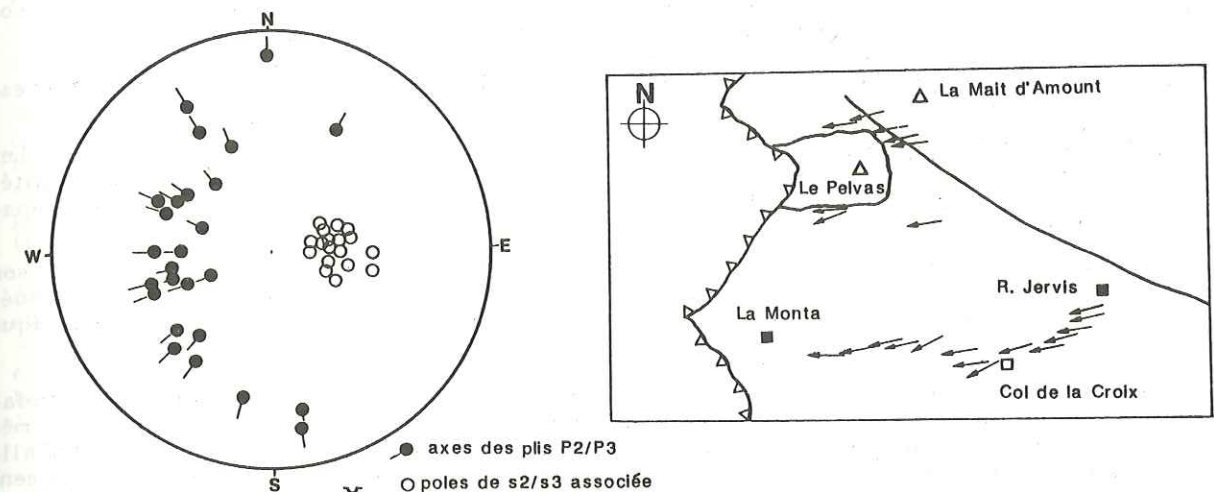 N
W
E
S
axes des plis P2/P3
poles de s2/s3 associée
N
La Mait d'Amount
Le Pelvas
R. Jervis
La Monta
Col de la Croix